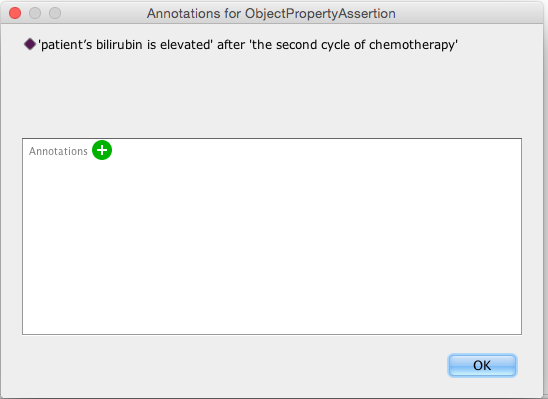 Annotations for ObjectPropertyAssertion
'patient’s bilirubin is elevated' after 'the second cycle of chemotherapy'
Annotations
OK